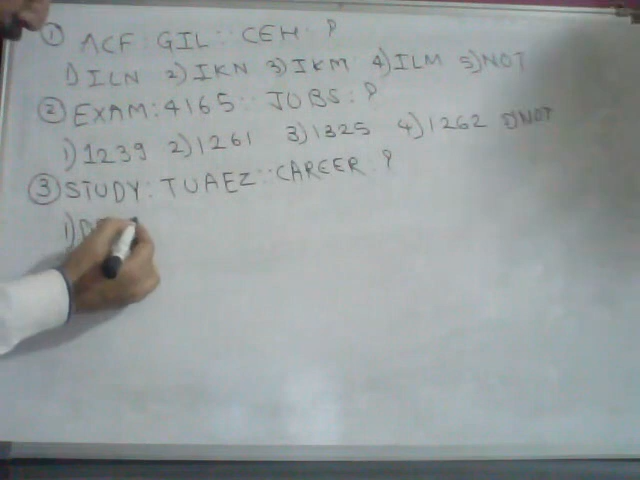 ① ACF : GIL :: CEH : ?
1) ILN 2) IKN 3) IKM 4) ILM 5) NOT
② EXAM : 4165 :: JOBS : ?
1) 1239 2) 1261 3) 1325 4) 1262 5) NOT
③ STUDY : TUAEZ :: CAREER : ?
1) D